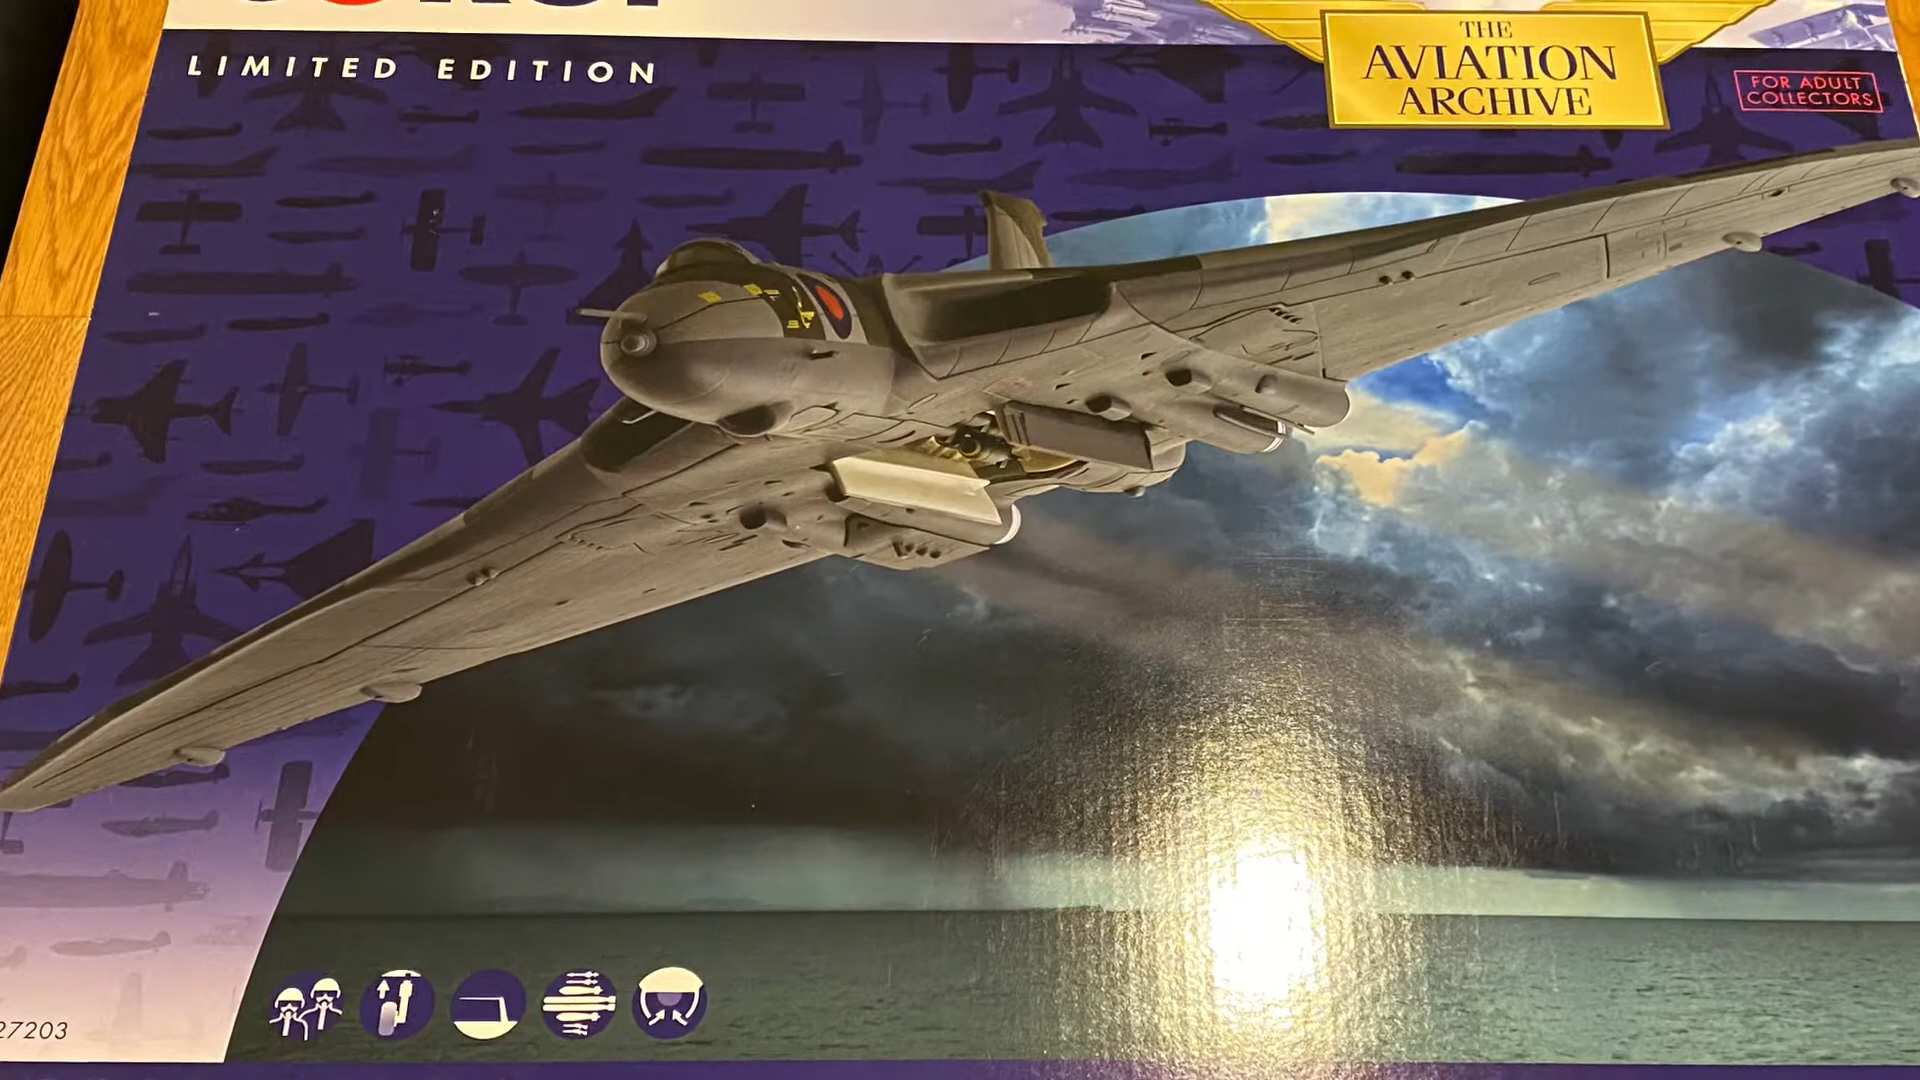 LIMITED EDITION
THE
AVIATION
ARCHIVE
FOR ADULT
COLLECTORS
27203